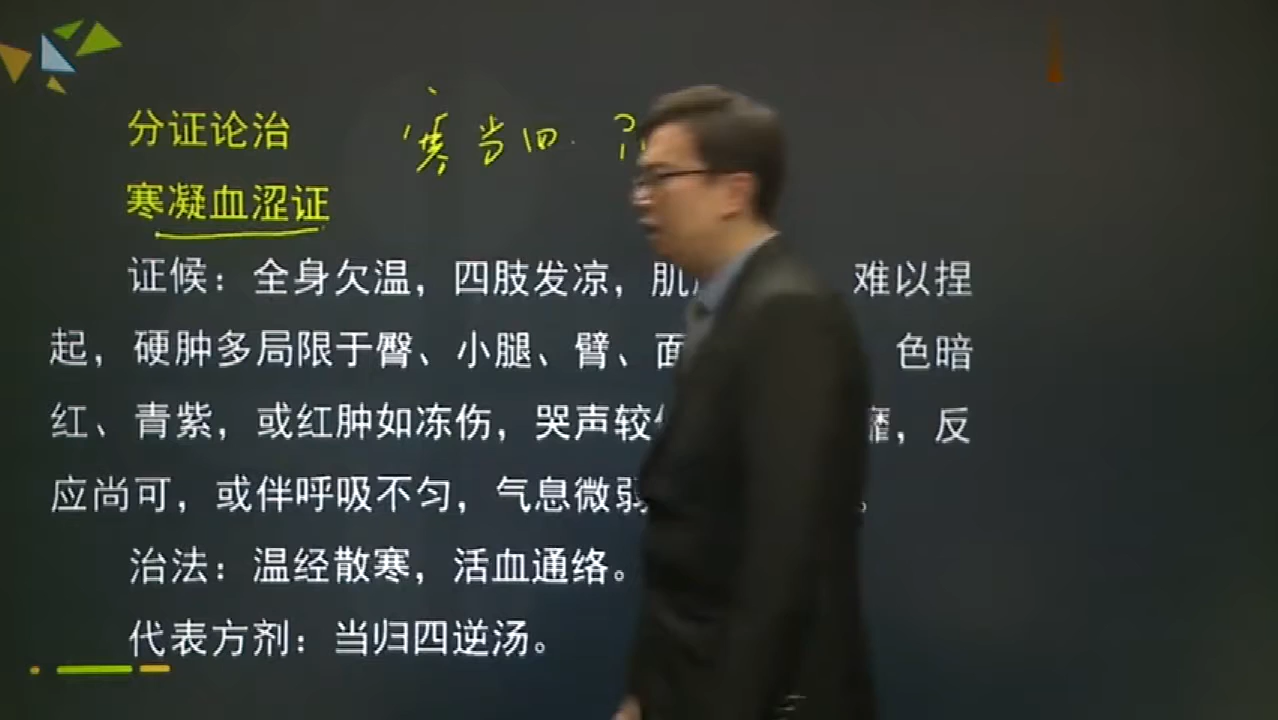 分证论治 寒当四
寒凝血涩证
证候：全身欠温，四肢发凉，肌 难以捏
起，硬肿多局限于臀、小腿、臂、面 色暗
红、青紫，或红肿如冻伤，哭声较 靡，反
应尚可，或伴呼吸不匀，气息微弱 。
治法：温经散寒，活血通络。
代表方剂：当归四逆汤。